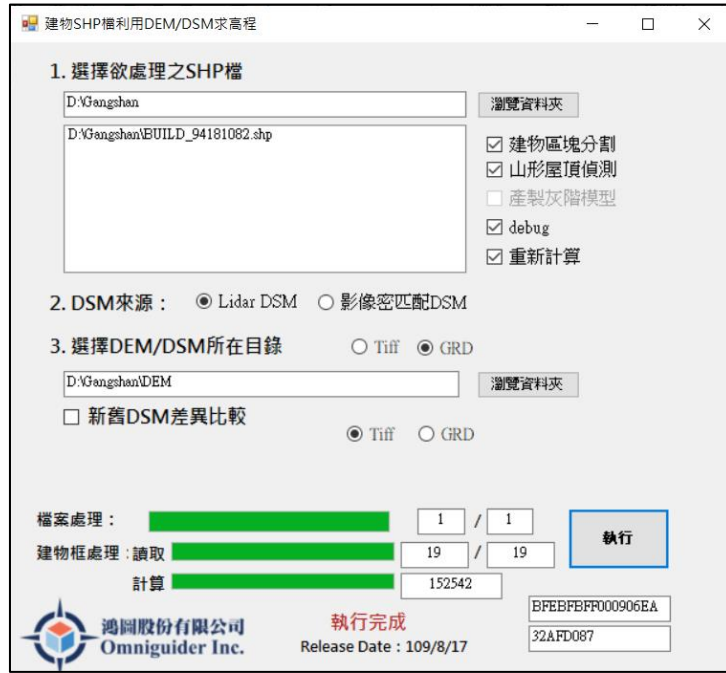 建物SHP檔利用DEM/DSM求高程
1. 選擇欲處理之SHP檔
D:\Gangshan
瀏覽資料夾
D:\Gangshan\BUILD_94181082.shp
建物區塊分割
山形屋頂偵測
產製灰階模型
debug
重新計算
2. DSM來源： Lidar DSM 影像密匹配DSM
3. 選擇DEM/DSM所在目錄 Tiff GRD
D:\Gangshan\DEM
瀏覽資料夾
新舊DSM差異比較
Tiff GRD
檔案處理： 1 / 1
執行
建物框處理：讀取 19 / 19
計算 152542
鴻圖股份有限公司
Omniguider Inc.
執行完成
Release Date：109/8/17
BFEBFBFF000906EA
32AFD087